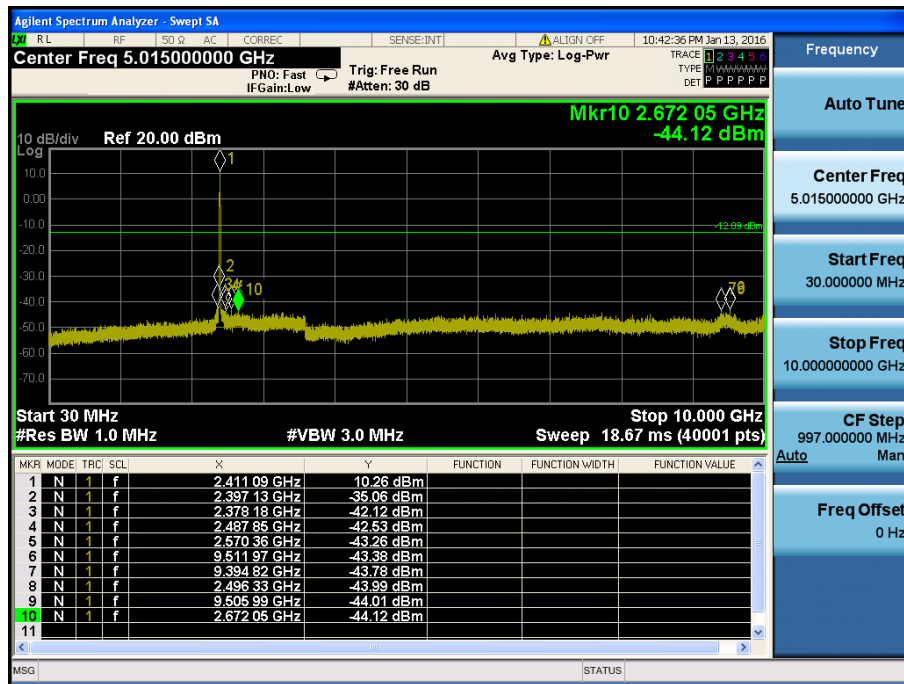 Agilent Spectrum Analyzer - Swept SA
LXI RL RF 50 Ω AC CORREC SENSE:INT ALIGN OFF 10:42:36 PM Jan 13, 2016
Center Freq 5.015000000 GHz
PNO: Fast
IFGain:Low
Trig: Free Run
#Atten: 30 dB
Avg Type: Log-Pwr
TRACE 1 2 3 4 5 6
TYPE M WWWWW
DET P P P P P P
Mkr10 2.672 05 GHz
-44.12 dBm
10 dB/div Ref 20.00 dBm
Log
1
10.0
0.00
-10.0
-12.09 dBm
-20.0
2
-30.0
10
-40.0
-50.0
-60.0
-70.0
Start 30 MHz Stop 10.000 GHz
#Res BW 1.0 MHz #VBW 3.0 MHz Sweep 18.67 ms (40001 pts)
MKR MODE TRC SCL X Y FUNCTION FUNCTION WIDTH FUNCTION VALUE
1 N 1 f 2.411 09 GHz 10.26 dBm
2 N 1 f 2.397 13 GHz -35.06 dBm
3 N 1 f 2.378 18 GHz -42.12 dBm
4 N 1 f 2.487 85 GHz -42.53 dBm
5 N 1 f 2.570 36 GHz -43.26 dBm
6 N 1 f 9.511 97 GHz -43.38 dBm
7 N 1 f 9.394 82 GHz -43.78 dBm
8 N 1 f 2.496 33 GHz -43.99 dBm
9 N 1 f 9.505 99 GHz -44.01 dBm
10 N 1 f 2.672 05 GHz -44.12 dBm
11
MSG STATUS
Frequency
Auto Tune
Center Freq
5.015000000 GHz
Start Freq
30.000000 MHz
Stop Freq
10.000000000 GHz
CF Step
997.000000 MHz
Auto Man
Freq Offset
0 Hz